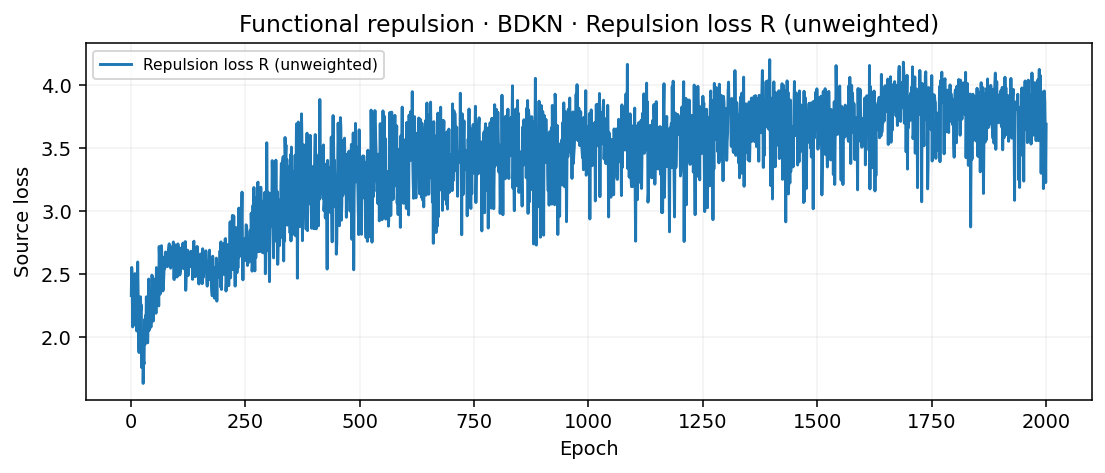 Functional repulsion · BDKN · Repulsion loss R (unweighted)
Repulsion loss R (unweighted)
Source loss
4.0
3.5
3.0
2.5
2.0
0 250 500 750 1000 1250 1500 1750 2000
Epoch